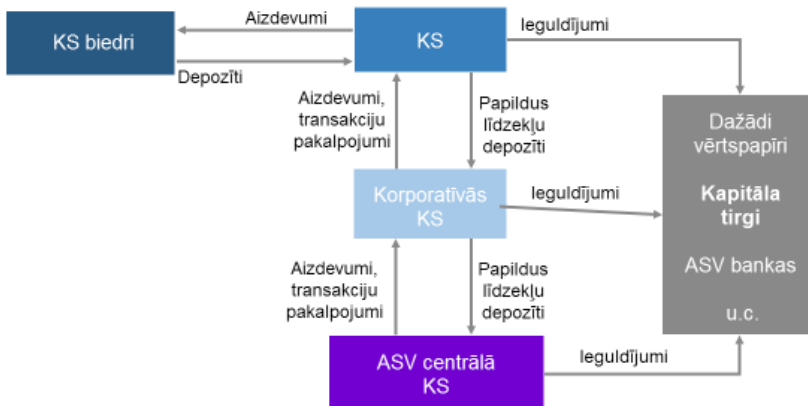 Aizdevumi
KS biedri
KS
Ieguldījumi
Depozīti
Aizdevumi,
transakciju
pakalpojumi
Papildus
līdzekļu
depozīti
Dažādi
vērtspapīri
Kapitāla
tirgi
ASV bankas
u.c.
Korporatīvās
KS
Ieguldījumi
Aizdevumi,
transakciju
pakalpojumi
Papildus
līdzekļu
depozīti
ASV centrālā
KS
Ieguldījumi